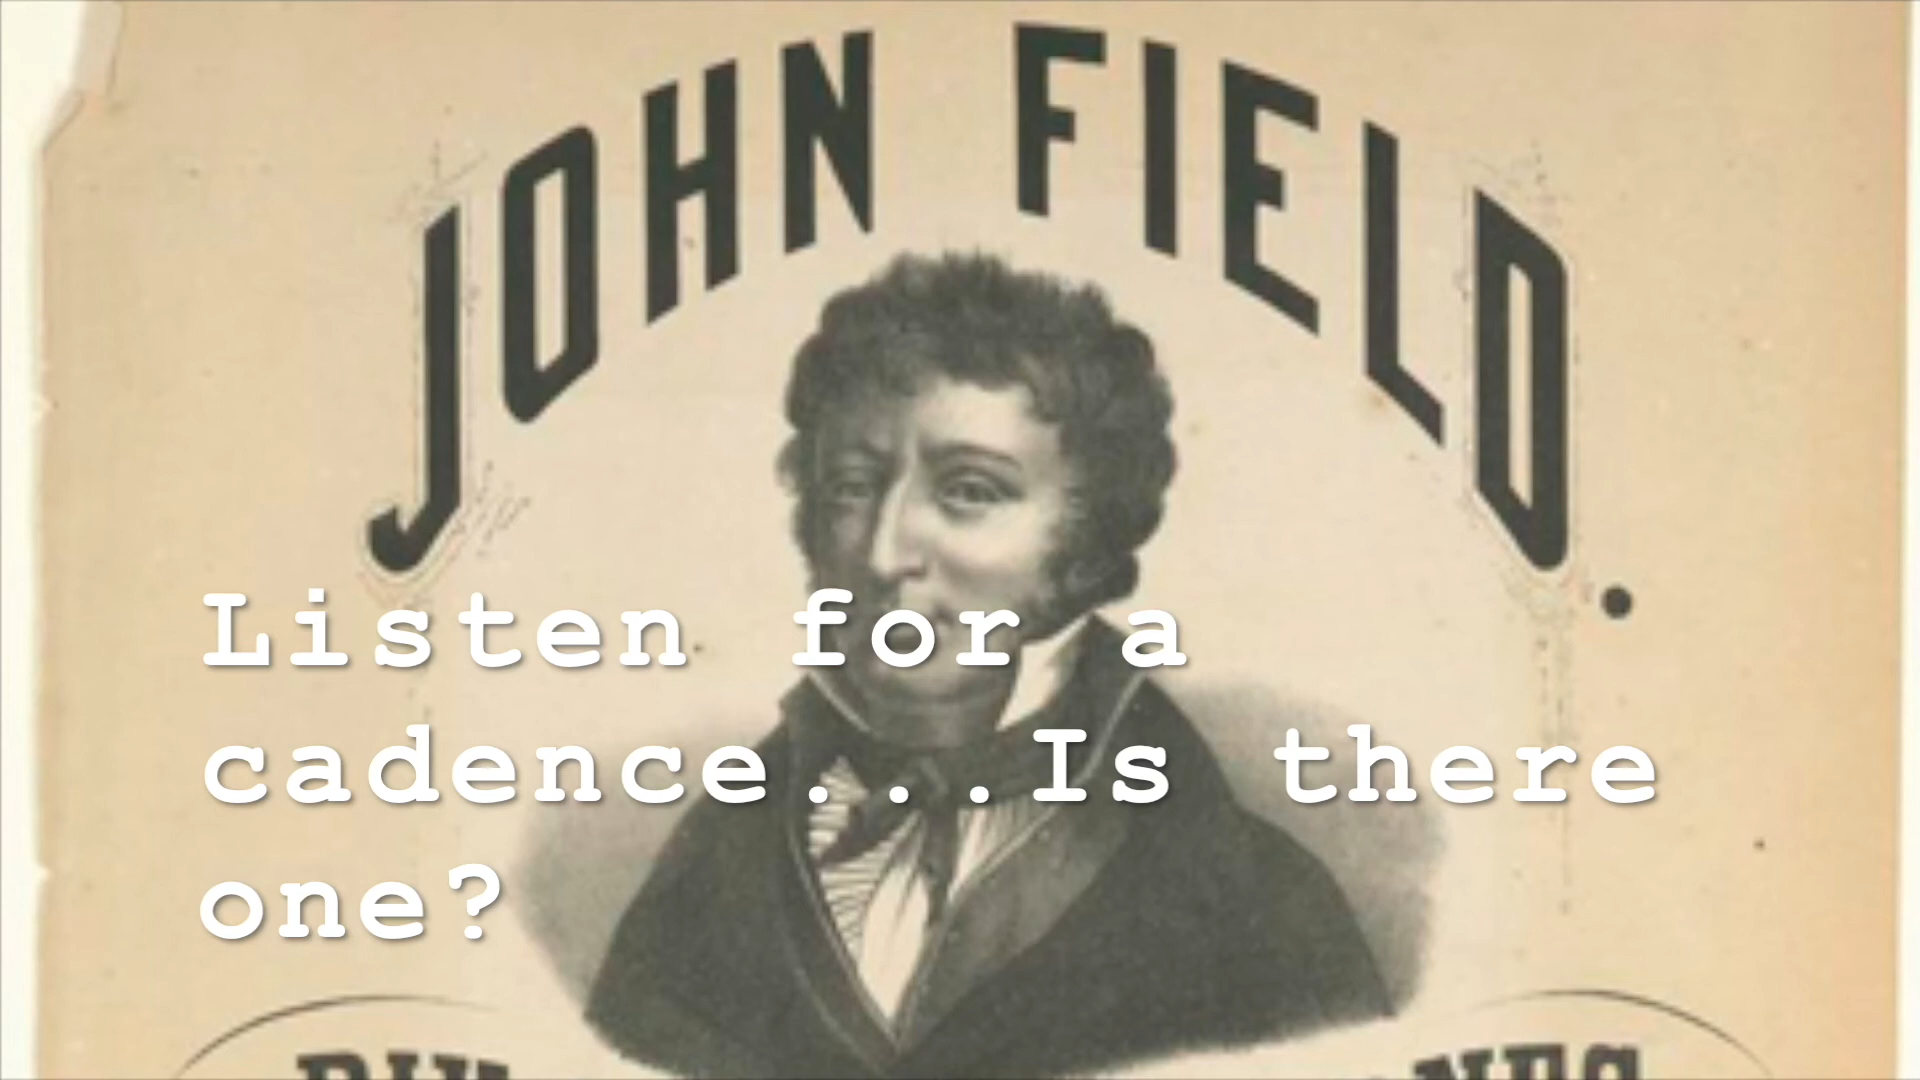 JOHN FIELD.
Listen for a
cadence...Is there
one?